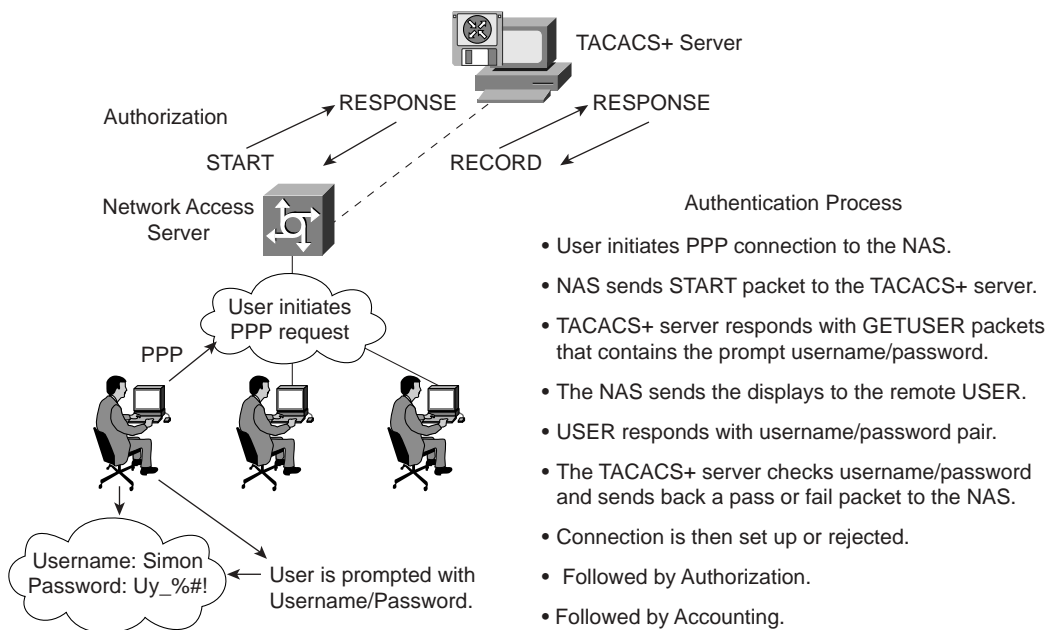 TACACS+ Server
RESPONSE
RESPONSE
Authorization
START
RECORD
Network Access
Server
User initiates
PPP request
PPP
Username: Simon
Password: Uy_%#!
User is prompted with
Username/Password.
Authentication Process
• User initiates PPP connection to the NAS.
• NAS sends START packet to the TACACS+ server.
• TACACS+ server responds with GETUSER packets
that contains the prompt username/password.
• The NAS sends the displays to the remote USER.
• USER responds with username/password pair.
• The TACACS+ server checks username/password
and sends back a pass or fail packet to the NAS.
• Connection is then set up or rejected.
• Followed by Authorization.
• Followed by Accounting.